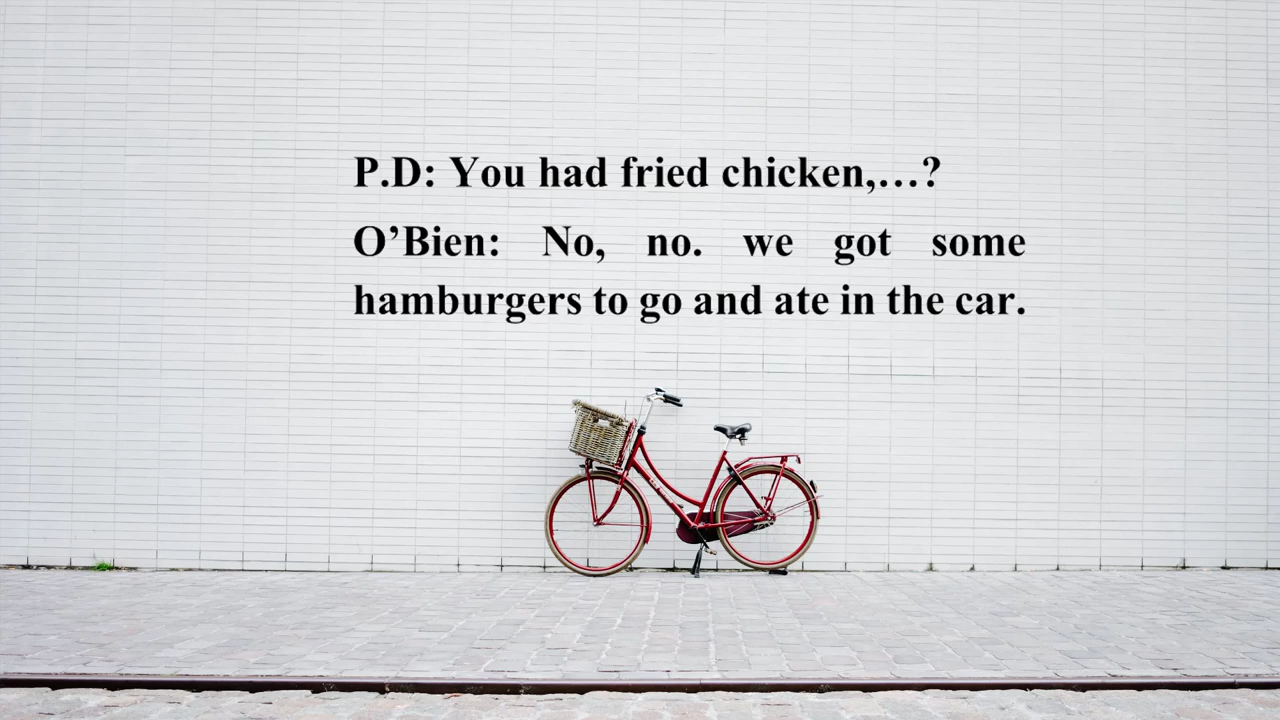 P.D: You had fried chicken,…?
O’Bien: No, no. we got some
hamburgers to go and ate in the car.